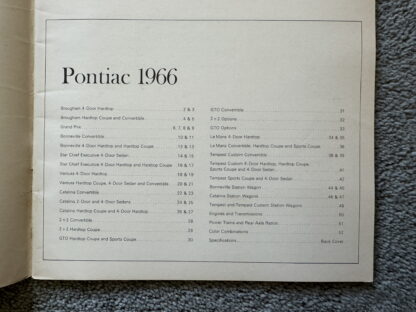 Pontiac 1966
Brougham 4-Door Hardtop 2 & 3
Brougham Hardtop Coupe and Convertible 4 & 5
Grand Prix 6, 7, 8 & 9
Bonneville Convertible 10 & 11
Bonneville 4-Door Hardtop and Hardtop Coupe 12 & 13
Star Chief Executive 4-Door Sedan 14 & 15
Star Chief Executive 4-Door Hardtop and Hardtop Coupe 16 & 17
Ventura 4-Door Hardtop 18 & 19
Ventura Hardtop Coupe, 4-Door Sedan and Convertible 20 & 21
Catalina Convertible 22 & 23
Catalina 2-Door and 4-Door Sedans 24 & 25
Catalina Hardtop Coupe and 4-Door Hardtop 26 & 27
2+2 Convertible 28
2+2 Hardtop Coupe 29
GTO Hardtop Coupe and Sports Coupe 30
GTO Convertible 31
2+2 Options 32
GTO Options 33
Le Mans 4-Door Hardtop 34 & 35
Le Mans Convertible, Hardtop Coupe and Sports Coupe 36
Tempest Custom Convertible 38 & 39
Tempest Custom 4-Door Hardtop, Hardtop Coupe,
Sports Coupe and 4-Door Sedan 41
Tempest Sports Coupe and 4-Door Sedan 42
Bonneville Station Wagon 44 & 45
Catalina Station Wagons 46 & 47
Tempest and Tempest Custom Station Wagons 48
Engines and Transmissions 50
Power Trains and Rear Axle Ratios
Color Combinations 52
Specifications Back Cover